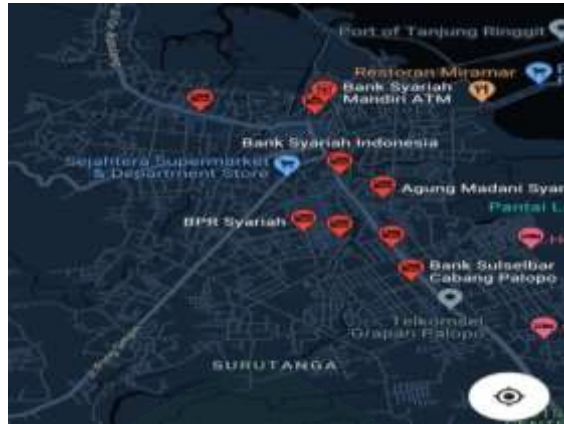 Port of Tanjung Ringgit
Restoran Miramar
Bank Syariah
Mandiri ATM
Bank Syariah Indonesia
Sejahtera Supermarket
& Department Store
Agung Madani Syar
Pantai L
BPR Syariah
H
Bank Sulselbar
Cabang Palopo
Telkomsel
Grapari Palopo
SURUTANGA